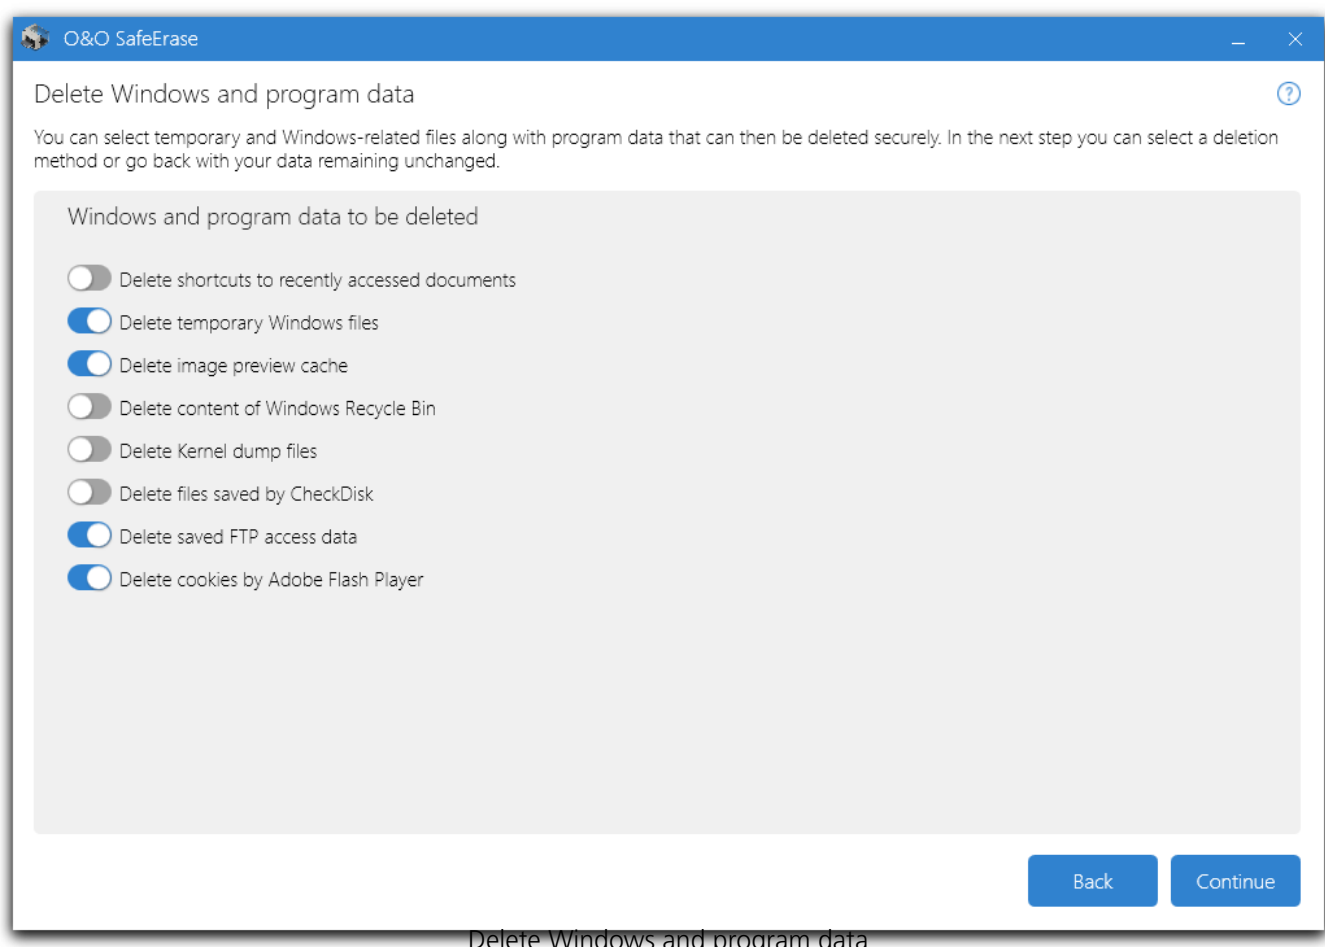 O&O SafeErase
Delete Windows and program data
You can select temporary and Windows-related files along with program data that can then be deleted securely. In the next step you can select a deletion
method or go back with your data remaining unchanged.
Windows and program data to be deleted
Delete shortcuts to recently accessed documents
Delete temporary Windows files
Delete image preview cache
Delete content of Windows Recycle Bin
Delete Kernel dump files
Delete files saved by CheckDisk
Delete saved FTP access data
Delete cookies by Adobe Flash Player
Back Continue
Delete Windows and program data